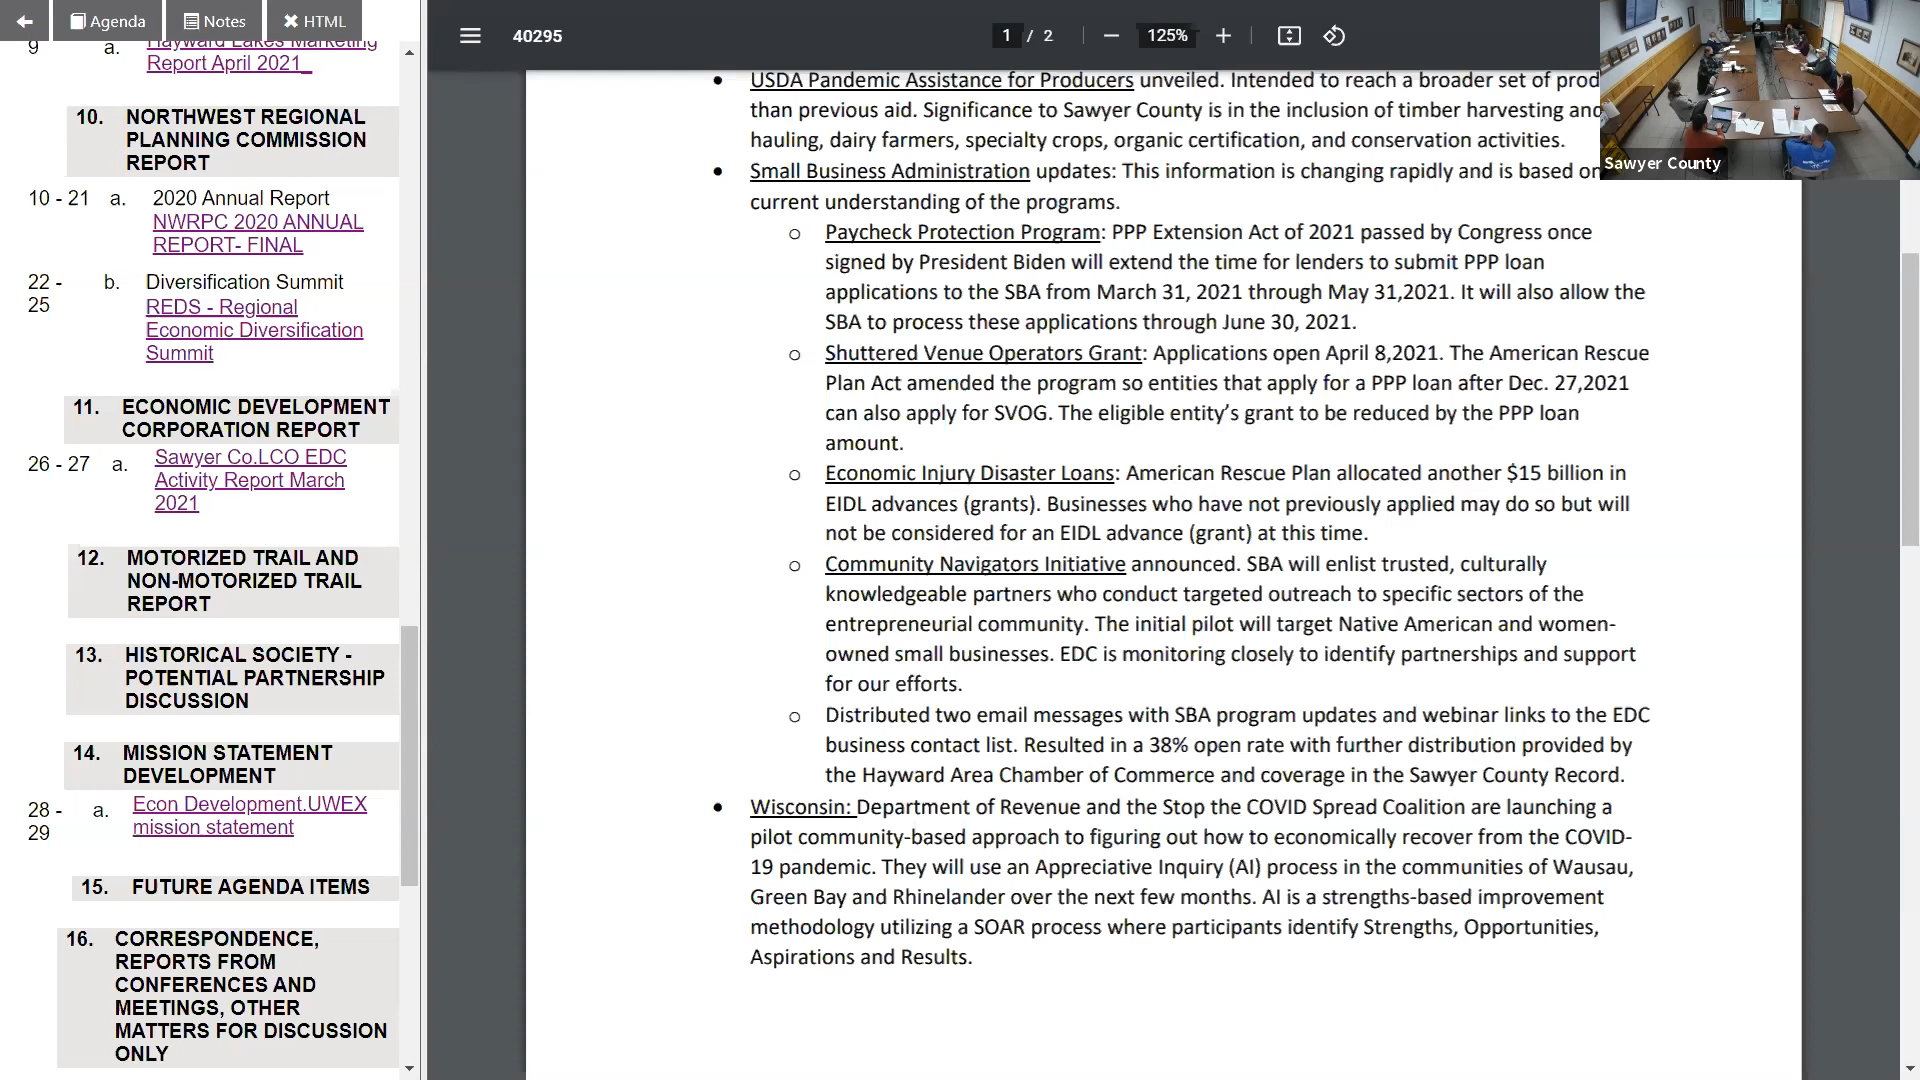 Agenda
Notes
HTML
9 a. Hayward Lakes Marketing
Report April 2021_
10. NORTHWEST REGIONAL
PLANNING COMMISSION
REPORT
10 - 21 a. 2020 Annual Report
NWRPC 2020 ANNUAL
REPORT- FINAL
22 - b. Diversification Summit
25 REDS - Regional
Economic Diversification
Summit
11. ECONOMIC DEVELOPMENT
CORPORATION REPORT
26 - 27 a. Sawyer Co.LCO EDC
Activity Report March
2021
12. MOTORIZED TRAIL AND
NON-MOTORIZED TRAIL
REPORT
13. HISTORICAL SOCIETY -
POTENTIAL PARTNERSHIP
DISCUSSION
14. MISSION STATEMENT
DEVELOPMENT
28 - a. Econ Development.UWEX
29 mission statement
15. FUTURE AGENDA ITEMS
16. CORRESPONDENCE,
REPORTS FROM
CONFERENCES AND
MEETINGS, OTHER
MATTERS FOR DISCUSSION
ONLY
40295
1 / 2
125%
Sawyer County
• USDA Pandemic Assistance for Producers unveiled. Intended to reach a broader set of prod
than previous aid. Significance to Sawyer County is in the inclusion of timber harvesting and
hauling, dairy farmers, specialty crops, organic certification, and conservation activities.
• Small Business Administration updates: This information is changing rapidly and is based on
current understanding of the programs.
o Paycheck Protection Program: PPP Extension Act of 2021 passed by Congress once
signed by President Biden will extend the time for lenders to submit PPP loan
applications to the SBA from March 31, 2021 through May 31,2021. It will also allow the
SBA to process these applications through June 30, 2021.
o Shuttered Venue Operators Grant: Applications open April 8,2021. The American Rescue
Plan Act amended the program so entities that apply for a PPP loan after Dec. 27,2021
can also apply for SVOG. The eligible entity’s grant to be reduced by the PPP loan
amount.
o Economic Injury Disaster Loans: American Rescue Plan allocated another $15 billion in
EIDL advances (grants). Businesses who have not previously applied may do so but will
not be considered for an EIDL advance (grant) at this time.
o Community Navigators Initiative announced. SBA will enlist trusted, culturally
knowledgeable partners who conduct targeted outreach to specific sectors of the
entrepreneurial community. The initial pilot will target Native American and women-
owned small businesses. EDC is monitoring closely to identify partnerships and support
for our efforts.
o Distributed two email messages with SBA program updates and webinar links to the EDC
business contact list. Resulted in a 38% open rate with further distribution provided by
the Hayward Area Chamber of Commerce and coverage in the Sawyer County Record.
• Wisconsin: Department of Revenue and the Stop the COVID Spread Coalition are launching a
pilot community-based approach to figuring out how to economically recover from the COVID-
19 pandemic. They will use an Appreciative Inquiry (AI) process in the communities of Wausau,
Green Bay and Rhinelander over the next few months. AI is a strengths-based improvement
methodology utilizing a SOAR process where participants identify Strengths, Opportunities,
Aspirations and Results.